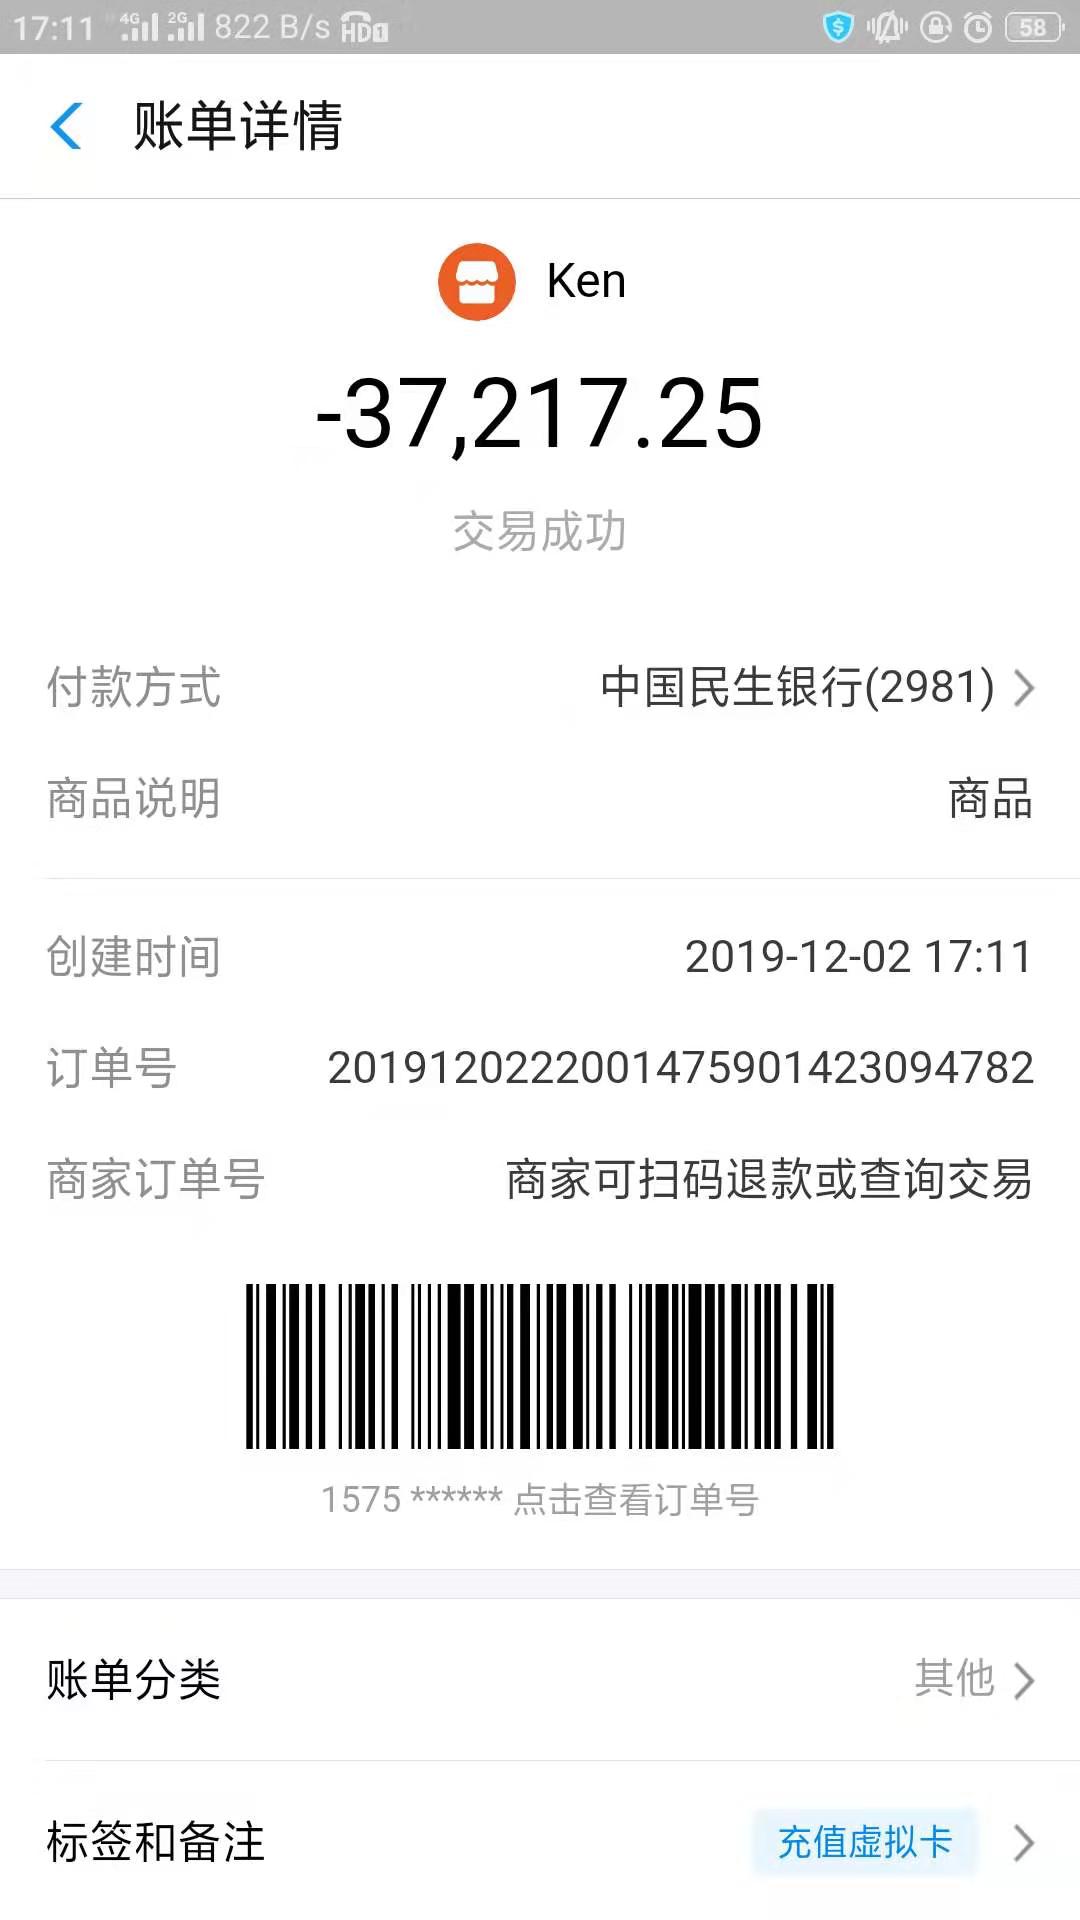 17:11 4G 2G 822 B/s HD1 58
账单详情
Ken
-37,217.25
交易成功
付款方式 中国民生银行(2981)
商品说明 商品
创建时间 2019-12-02 17:11
订单号 2019120222001475901423094782
商家订单号 商家可扫码退款或查询交易
1575 ****** 点击查看订单号
账单分类 其他
标签和备注 充值虚拟卡